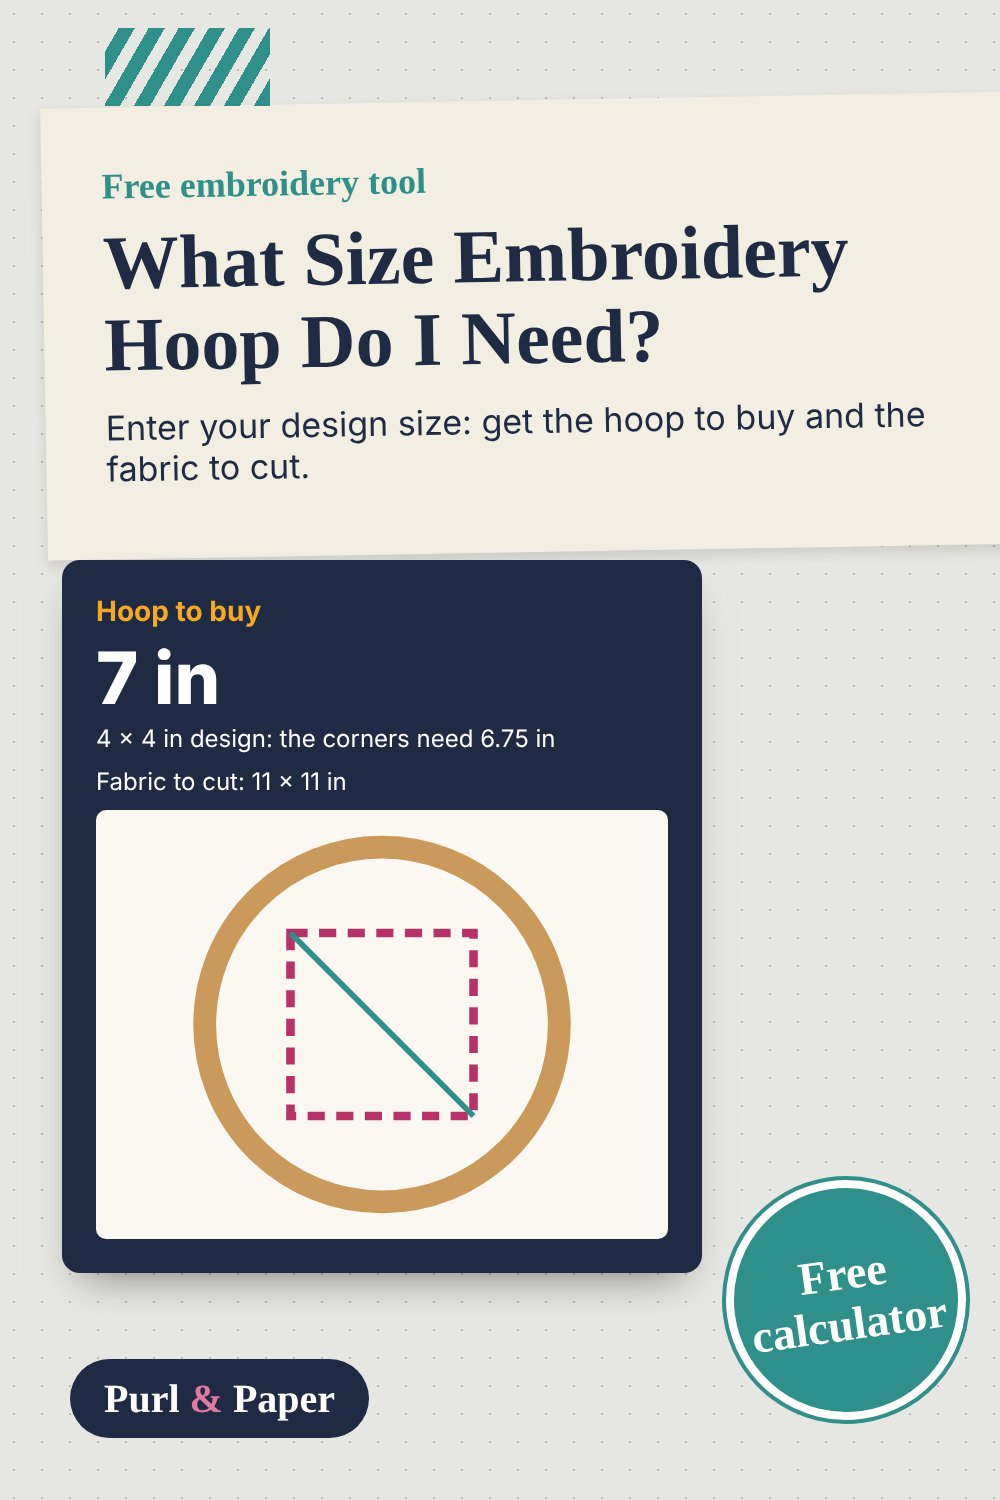 Free embroidery tool
What Size Embroidery
Hoop Do I Need?
Enter your design size: get the hoop to buy and the
fabric to cut.
Hoop to buy
7 in
4 × 4 in design: the corners need 6.75 in
Fabric to cut: 11 × 11 in
Free
calculator
Purl & Paper